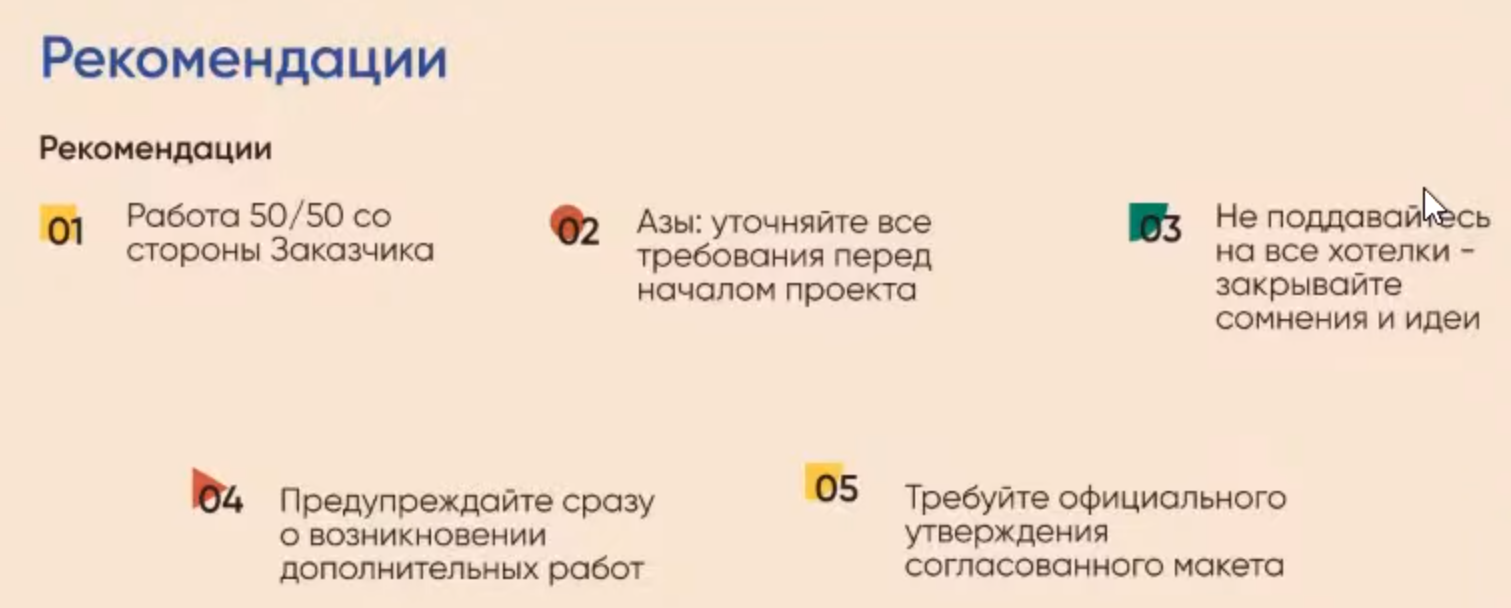 Рекомендации
Рекомендации
01
Работа 50/50 со
стороны Заказчика
02
Азы: уточняйте все
требования перед
началом проекта
03
Не поддавайтесь
на все хотелки -
закрывайте
сомнения и идеи
04
Предупреждайте сразу
о возникновении
дополнительных работ
05
Требуйте официального
утверждения
согласованного макета